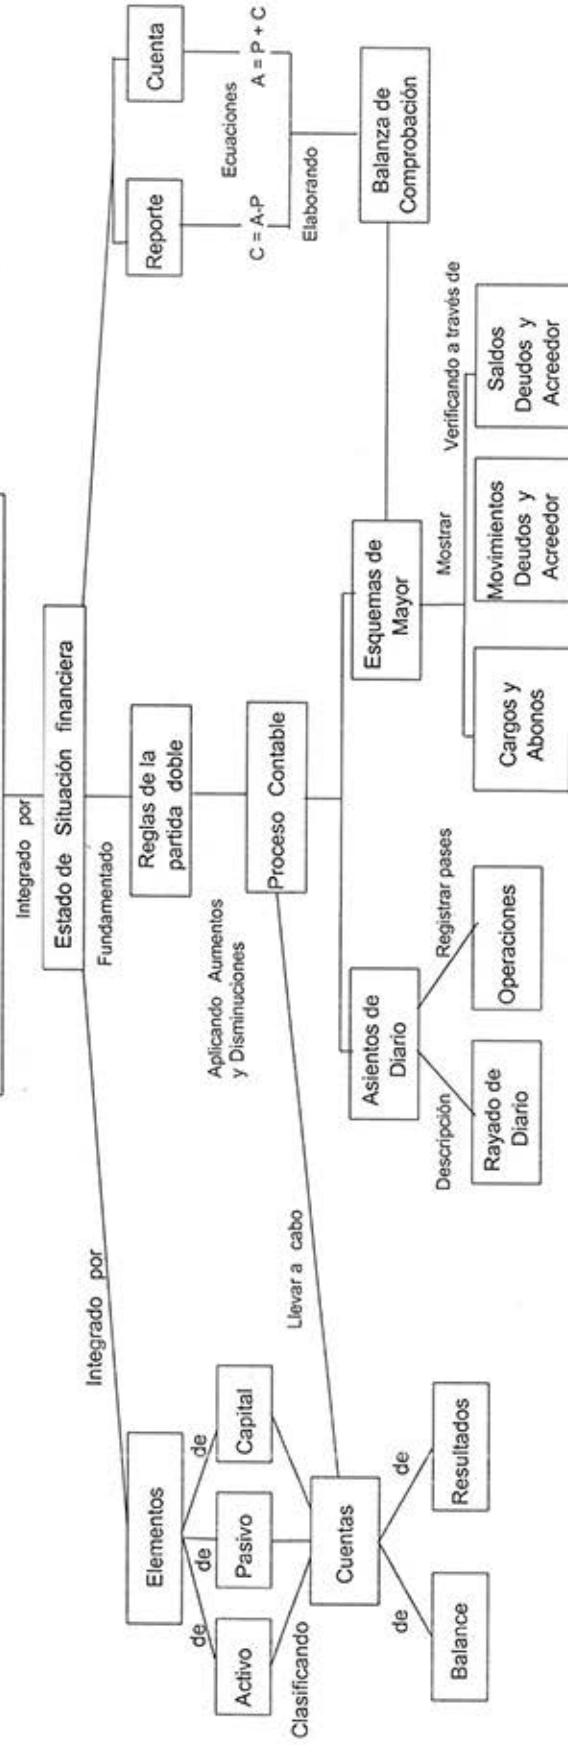 Integrado por
Estado de Situación financiera
Integrado por
Fundamentado
Elementos
de
de
de
Activo
Pasivo
Capital
Clasificando
Cuentas
de
de
Balance
Resultados
Llevar a cabo
Reglas de la
partida doble
Aplicando Aumentos
y Disminuciones
Proceso Contable
Asientos de
Diario
Descripción
Registrar pases
Rayado de
Diario
Operaciones
Esquemas de
Mayor
Mostrar
Verificando a través de
Cargos y
Abonos
Movimientos
Deudos y
Acreedor
Saldos
Deudos y
Acreedor
Reporte
Cuenta
Ecuaciones
C = A-P
A = P + C
Elaborando
Balanza de
Comprobación